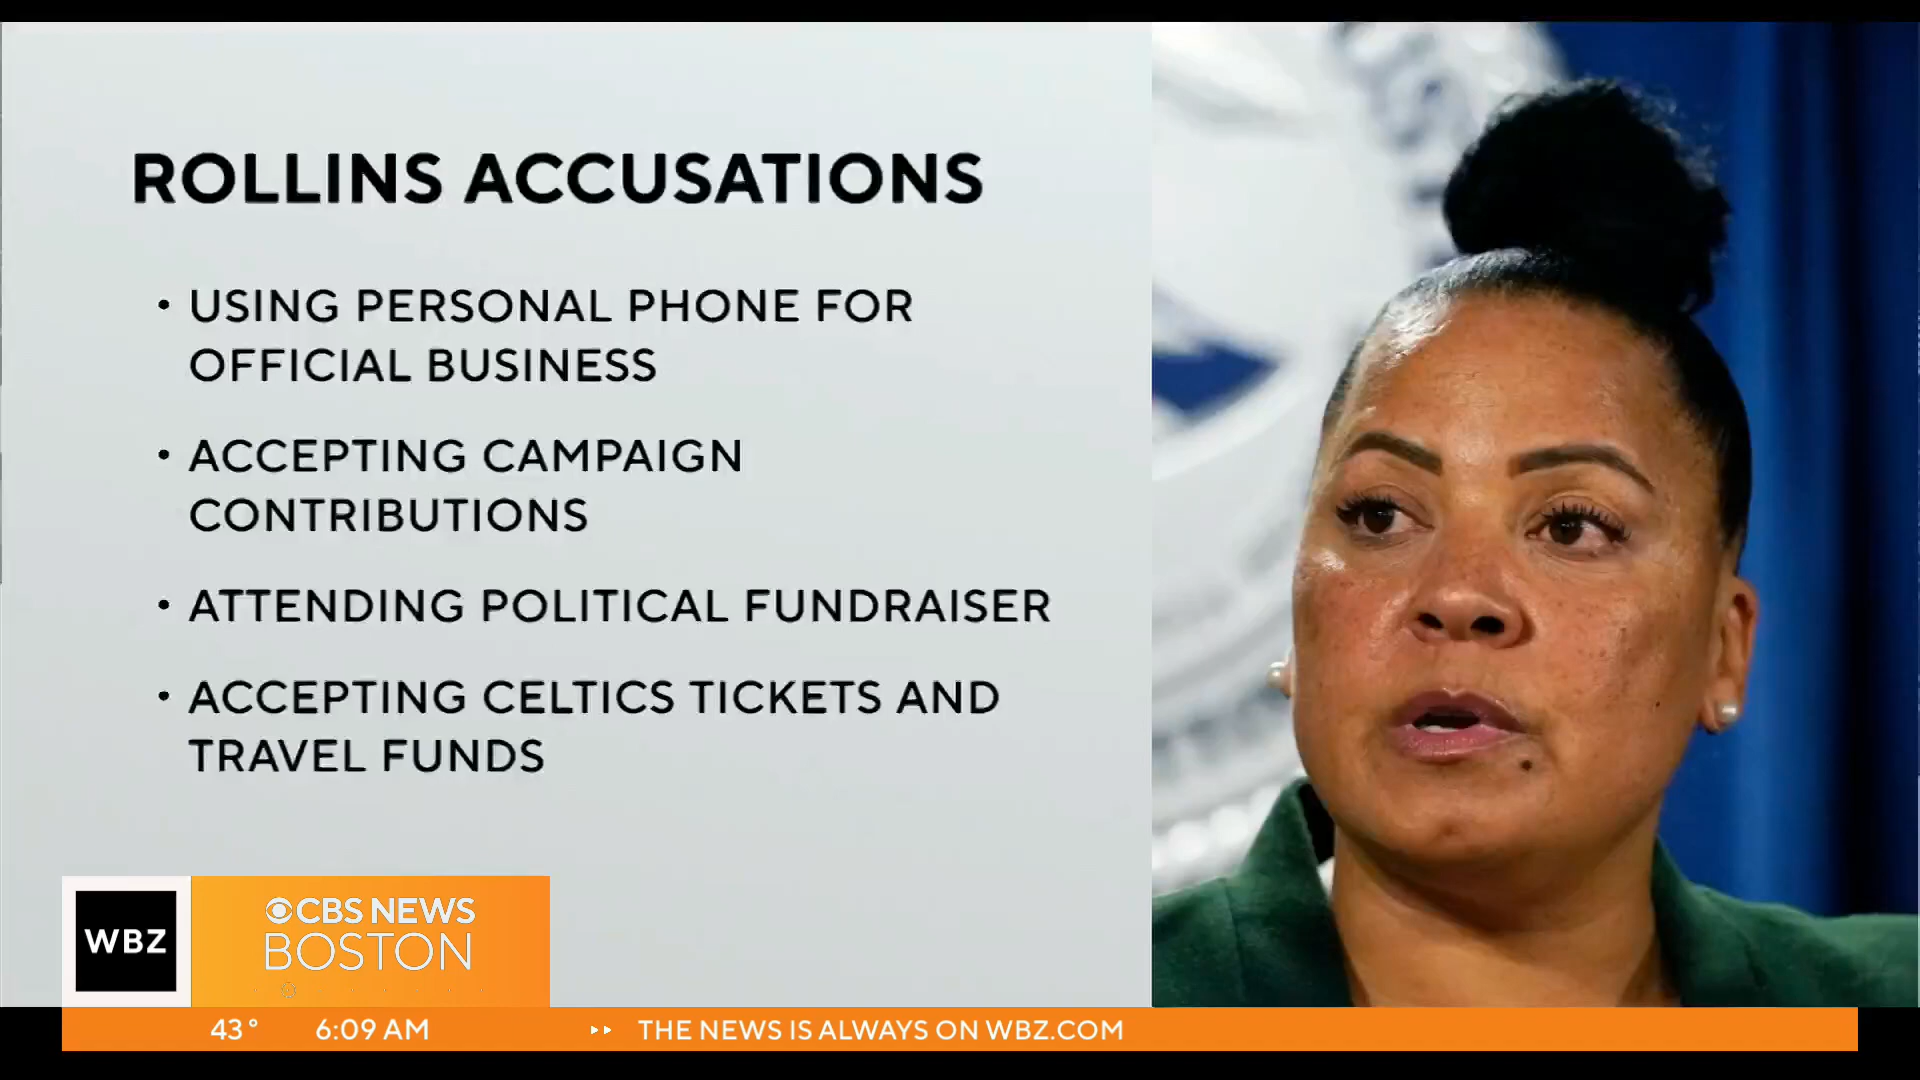 ROLLINS ACCUSATIONS
• USING PERSONAL PHONE FOR
OFFICIAL BUSINESS
• ACCEPTING CAMPAIGN
CONTRIBUTIONS
• ATTENDING POLITICAL FUNDRAISER
• ACCEPTING CELTICS TICKETS AND
TRAVEL FUNDS
WBZ
CBS NEWS
BOSTON
43° 6:09 AM THE NEWS IS ALWAYS ON WBZ.COM